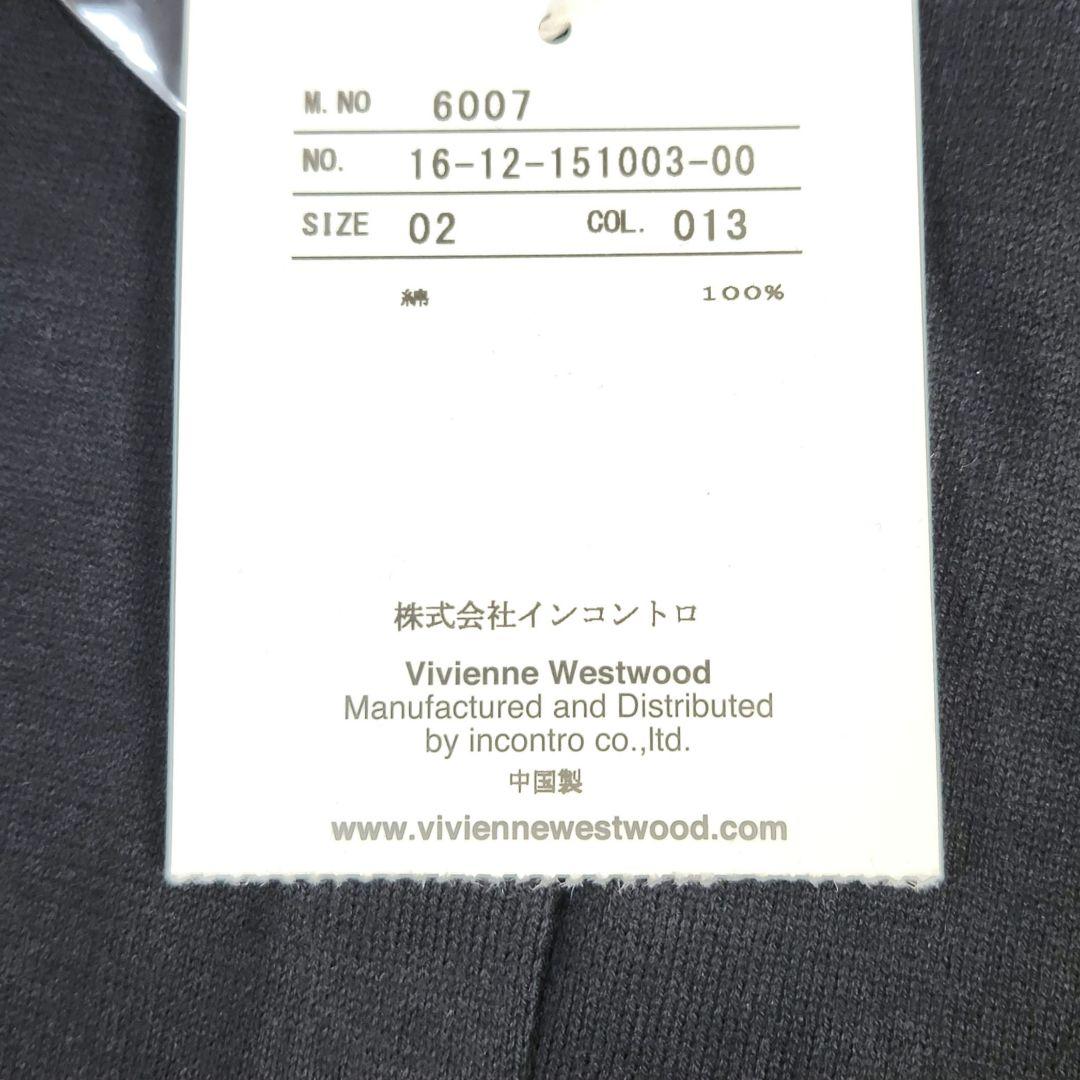 M. NO 6007
NO. 16-12-151003-00
SIZE 02 COL. 013
綿 100%
株式会社インコントロ
Vivienne Westwood
Manufactured and Distributed
by incontro co.,ltd.
中国製
www.viviennewestwood.com